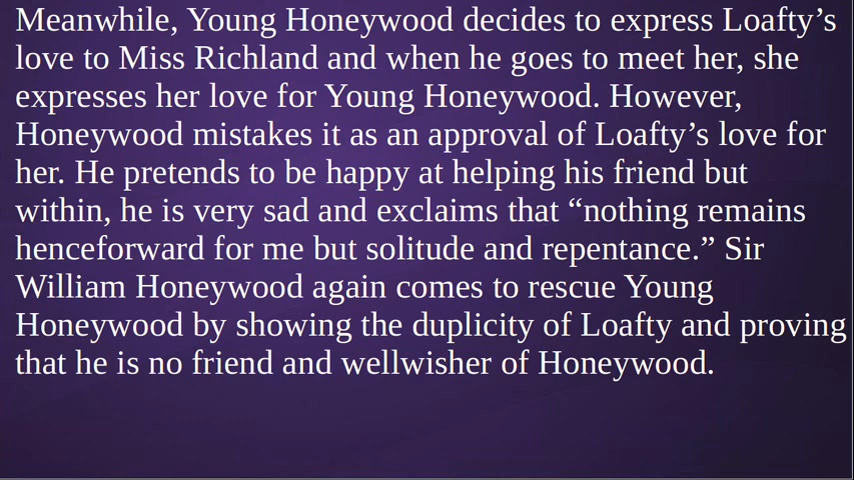 Meanwhile, Young Honeywood decides to express Loafty’s
love to Miss Richland and when he goes to meet her, she
expresses her love for Young Honeywood. However,
Honeywood mistakes it as an approval of Loafty’s love for
her. He pretends to be happy at helping his friend but
within, he is very sad and exclaims that “nothing remains
henceforward for me but solitude and repentance.” Sir
William Honeywood again comes to rescue Young
Honeywood by showing the duplicity of Loafty and proving
that he is no friend and wellwisher of Honeywood.